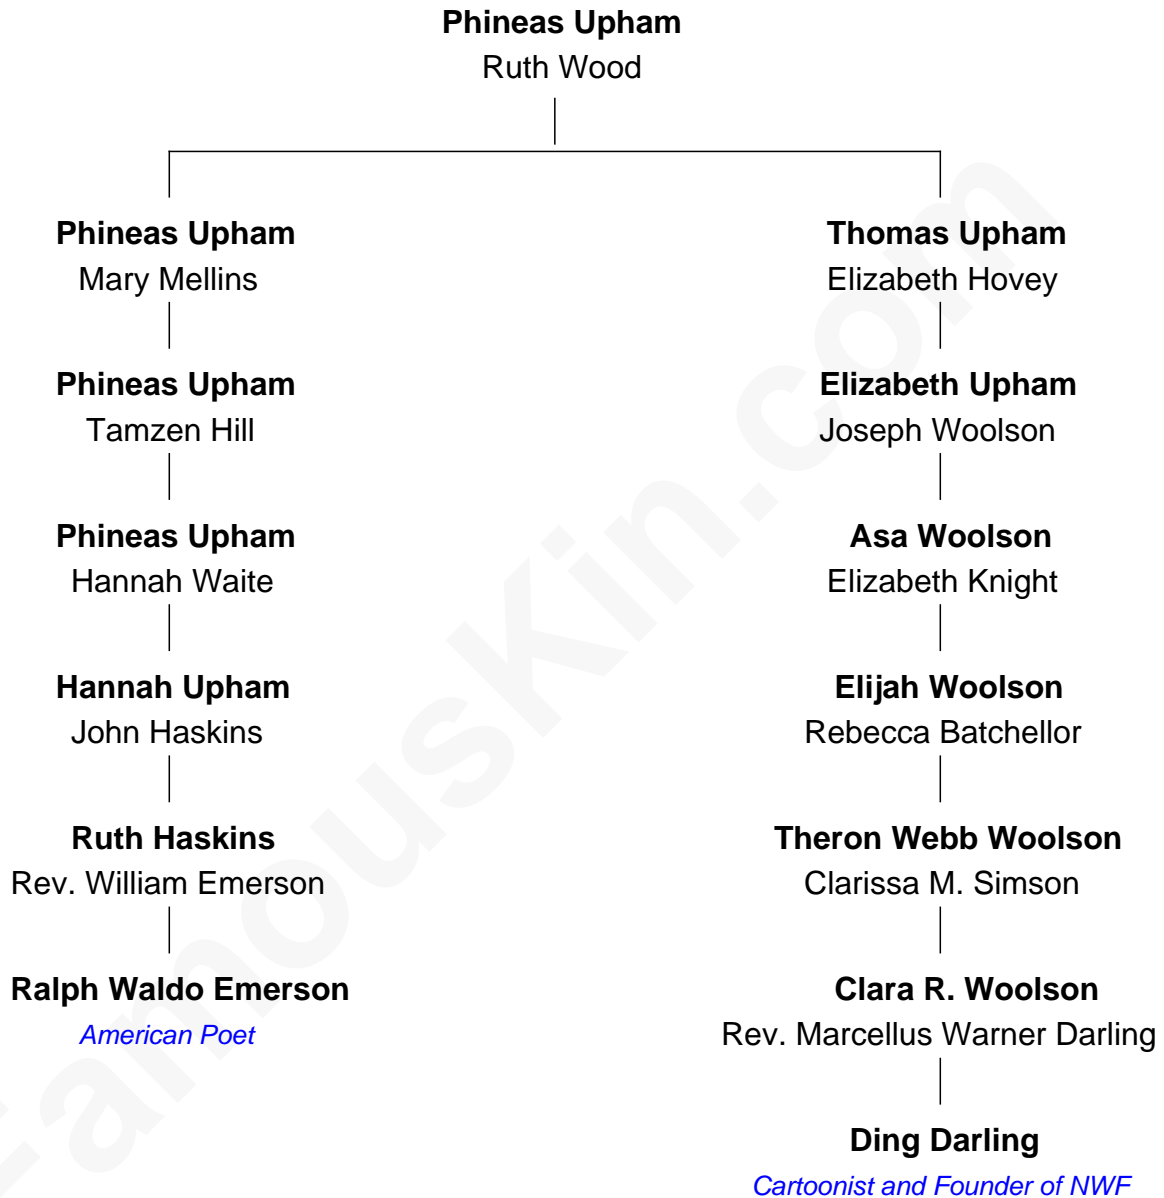 Phineas Upham
Ruth Wood
Phineas Upham
Mary Mellins
Thomas Upham
Elizabeth Hovey
Phineas Upham
Tamzen Hill
Elizabeth Upham
Joseph Woolson
Phineas Upham
Hannah Waite
Asa Woolson
Elizabeth Knight
Hannah Upham
John Haskins
Elijah Woolson
Rebecca Batchellor
Ruth Haskins
Rev. William Emerson
Theron Webb Woolson
Clarissa M. Simson
Ralph Waldo Emerson
American Poet
Clara R. Woolson
Rev. Marcellus Warner Darling
Ding Darling
Cartoonist and Founder of NWF
FamousKin.com